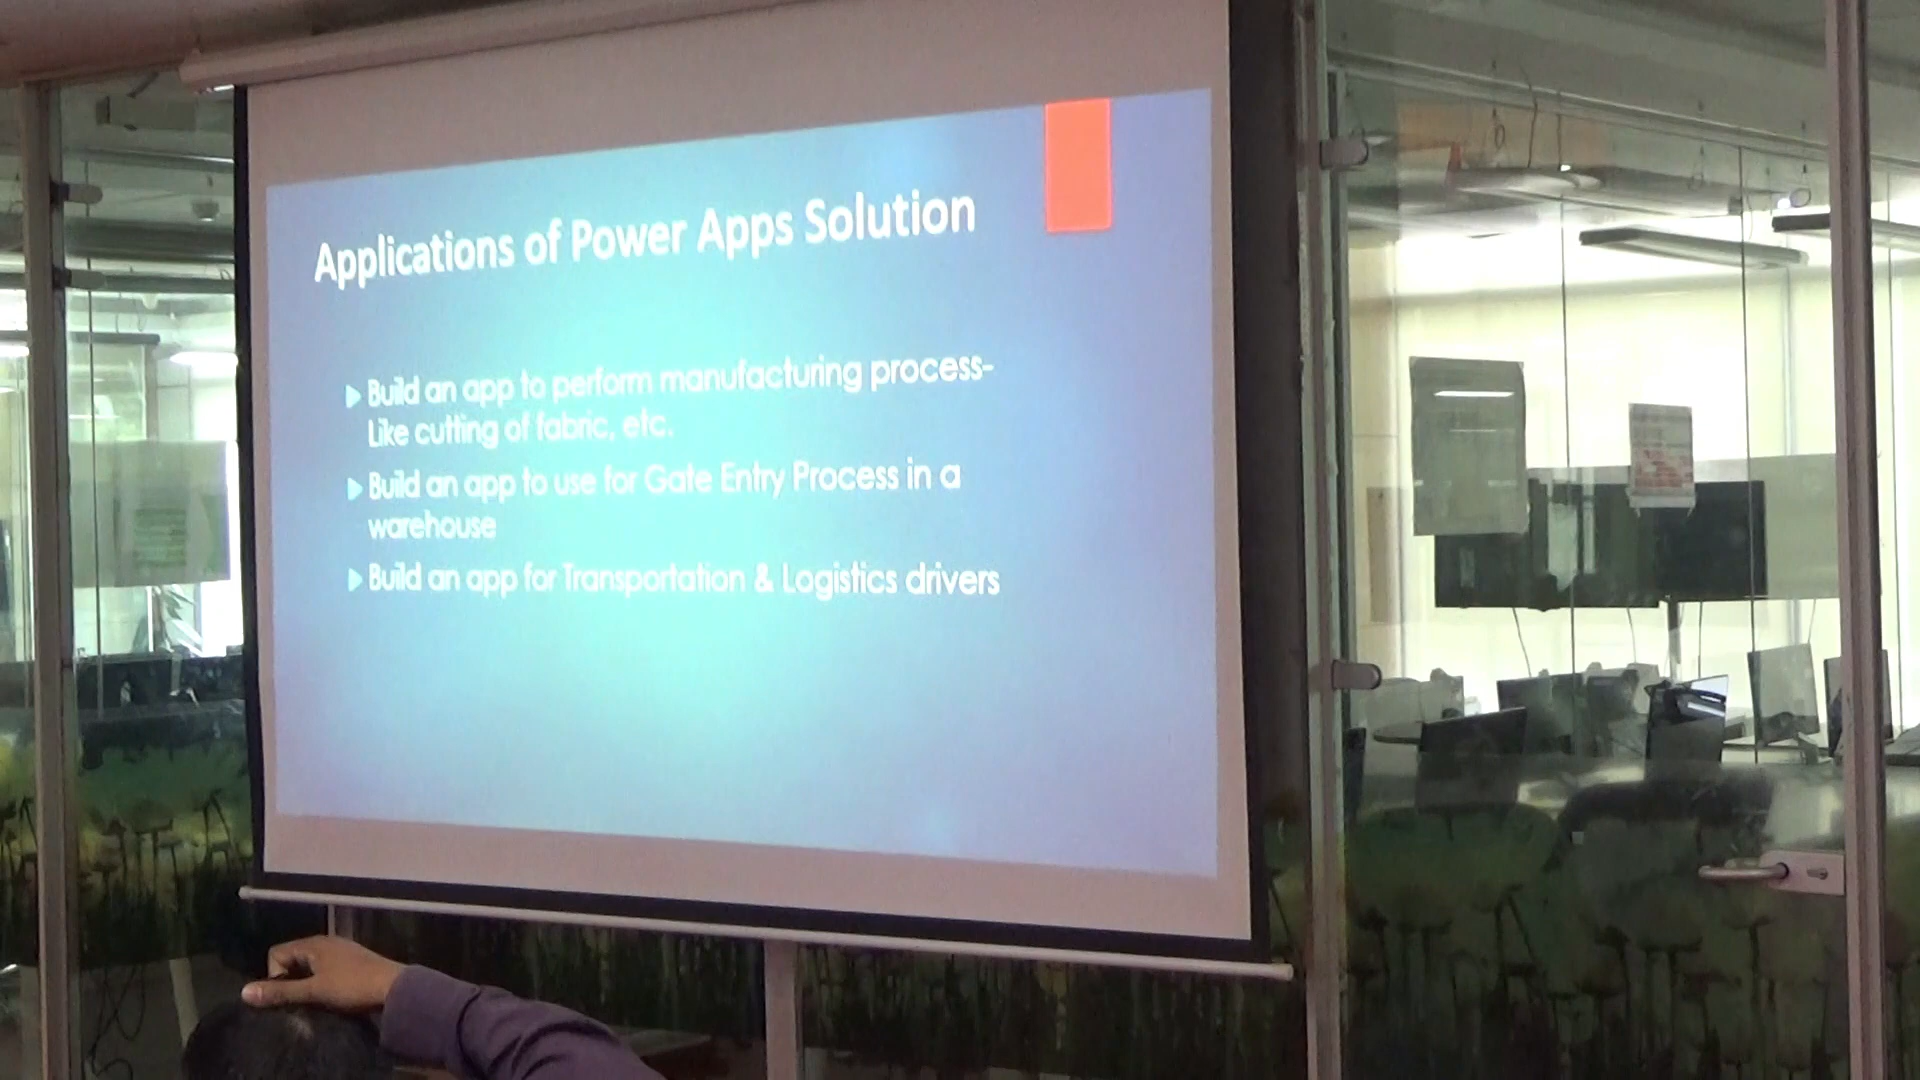 Applications of Power Apps Solution
Build an app to perform manufacturing process-
Like cutting of fabric, etc.
Build an app to use for Gate Entry Process in a
warehouse
Build an app for Transportation & Logistics drivers